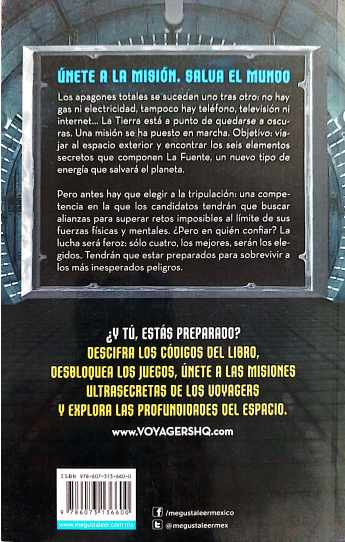 ÚNETE A LA MISIÓN. SALVA EL MUNDO
Los apagones totales se suceden uno tras otro: no hay
gas ni electricidad, tampoco hay teléfono, televisión ni
internet... La Tierra está a punto de quedarse a oscu-
ras. Una misión se ha puesto en marcha. Objetivo: via-
jar al espacio exterior y encontrar los seis elementos
secretos que componen La Fuente, un nuevo tipo de
energía que salvará el planeta.
Pero antes hay que elegir a la tripulación: una compe-
tencia en la que los candidatos tendrán que buscar
alianzas para superar retos imposibles al límite de sus
fuerzas físicas y mentales. ¿Pero en quién confiar? La
lucha será feroz: sólo cuatro, los mejores, serán los ele-
gidos. Tendrán que estar preparados para sobrevivir a
los más inesperados peligros.
¿Y TÚ, ESTÁS PREPARADO?
DESCIFRA LOS CÓDIGOS DEL LIBRO,
DESBLOQUEA LOS JUEGOS, ÚNETE A LAS MISIONES
ULTRASECRETAS DE LOS VOYAGERS
Y EXPLORA LAS PROFUNDIDADES DEL ESPACIO.
www.VOYAGERSHQ.com
ISBN 978-607-313-660-0
9 786073 136600
www.megustaleer.com.mx
/megustaleermexico
@megustaleermex